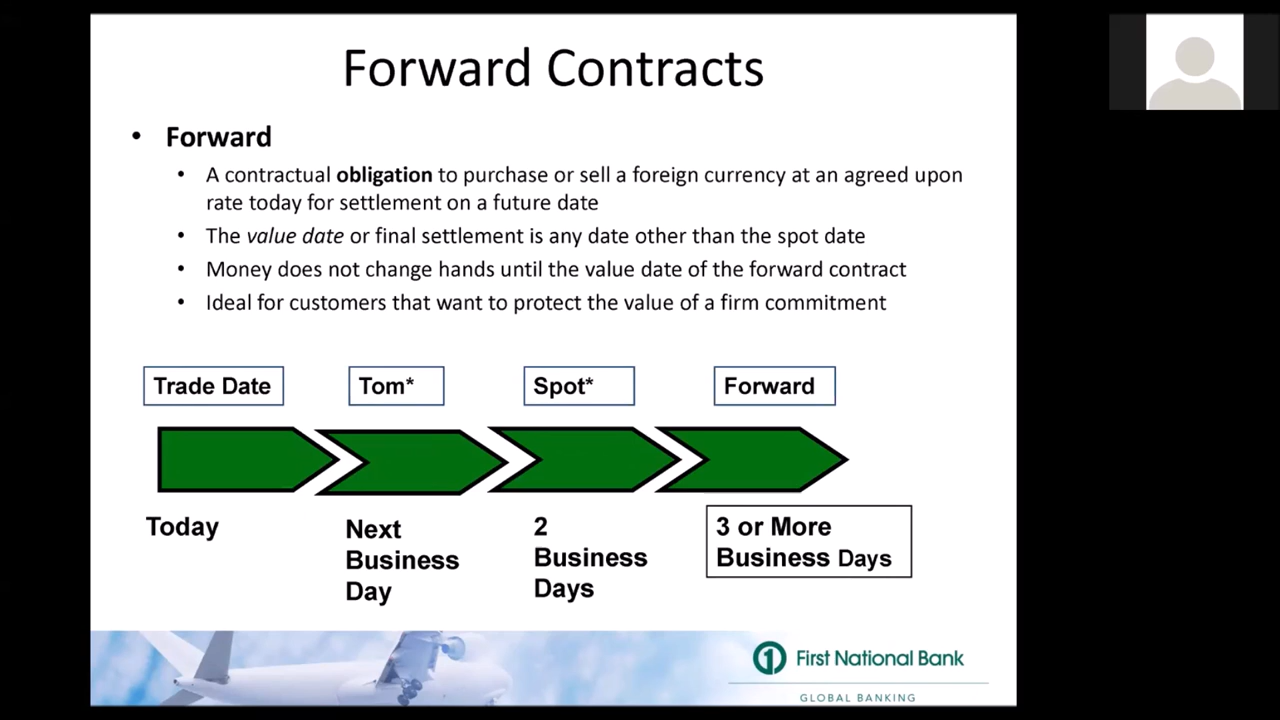 Forward Contracts
• Forward
• A contractual obligation to purchase or sell a foreign currency at an agreed upon
rate today for settlement on a future date
• The value date or final settlement is any date other than the spot date
• Money does not change hands until the value date of the forward contract
• Ideal for customers that want to protect the value of a firm commitment
Trade Date
Tom*
Spot*
Forward
Today
Next
Business
Day
2
Business
Days
3 or More
Business Days
1 First National Bank
GLOBAL BANKING